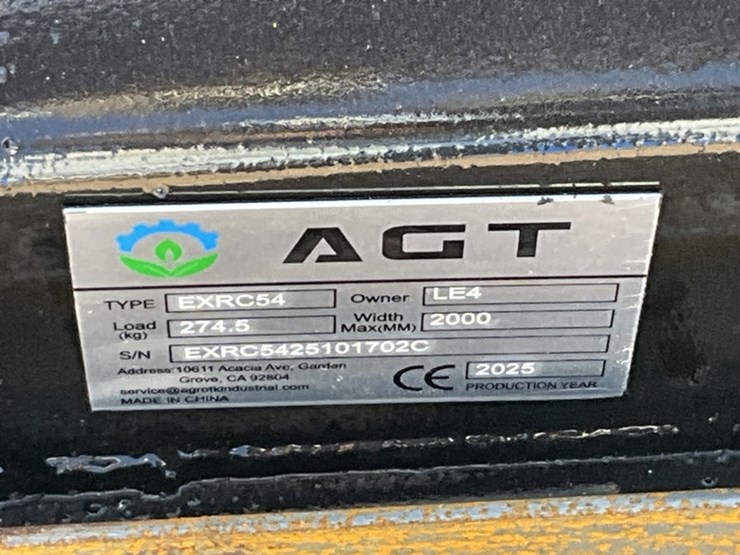 AGT
TYPE EXRC54 Owner LE4
Load (kg) 274.5 Width Max(MM) 2000
S/N EXRC5425101702C
Address:10611 Acacia Ave, Garden
Grove, CA 92804
service@agrotkindustrial.com
MADE IN CHINA
CE 2025
PRODUCTION YEAR